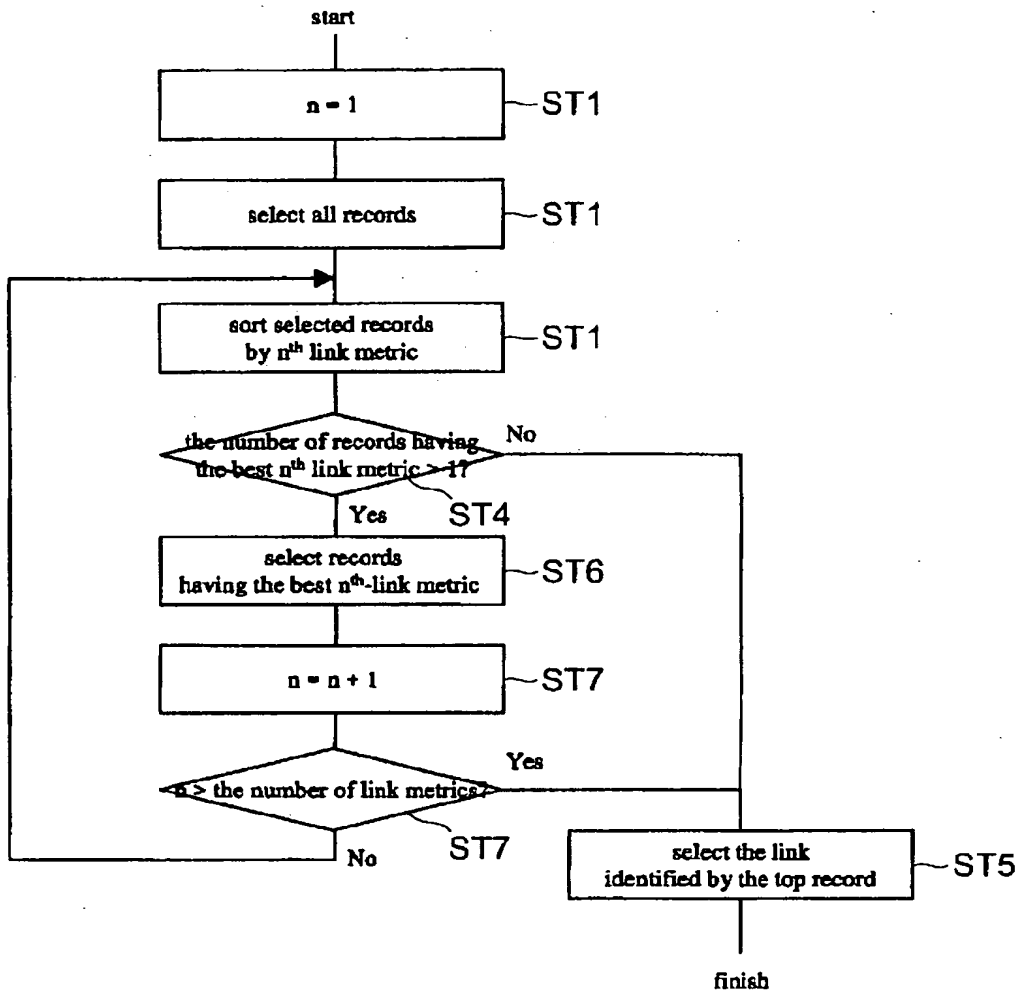 start
n = 1
ST1
select all records
ST1
sort selected records
by nth link metric
ST1
the number of records having
the best nth link metric > 1?
No
ST4
Yes
select records
having the best nth-link metric
ST6
n = n + 1
ST7
n > the number of link metrics?
Yes
ST7
No
select the link
identified by the top record
ST5
finish